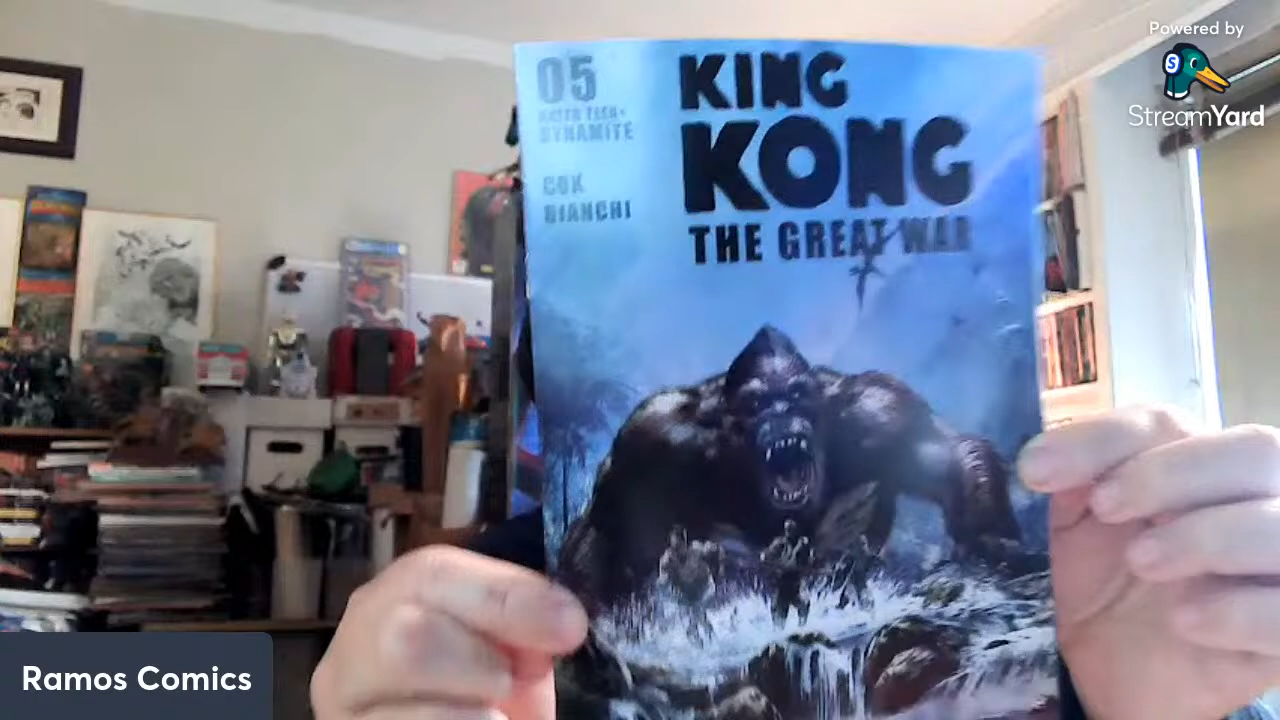 Powered by
StreamYard
05
DYNAMITE
COX
BIANCHI
KING
KONG
THE GREAT WAR
Ramos Comics